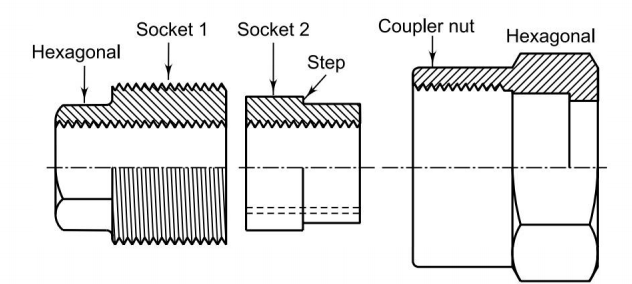 Hexagonal
Socket 1
Socket 2
Step
Coupler nut
Hexagonal